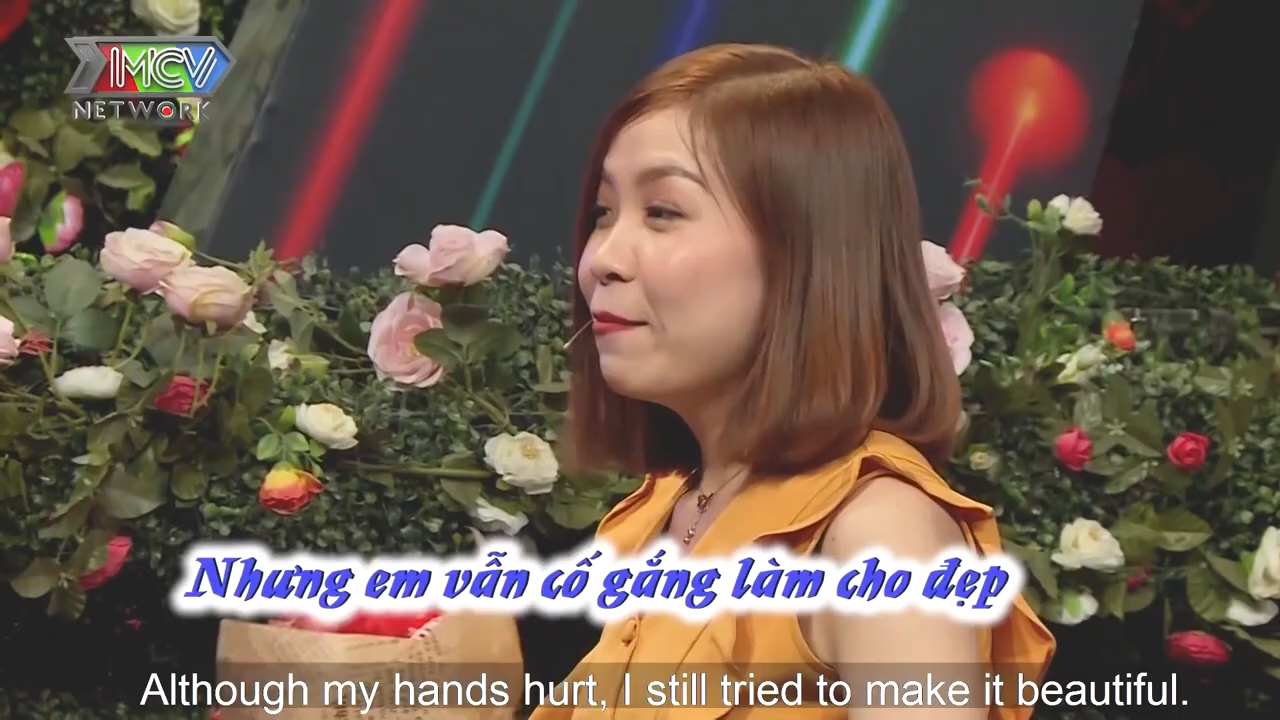 MCV
NETWORK
Nhưng em vẫn cố gắng làm cho đẹp
Although my hands hurt, I still tried to make it beautiful.